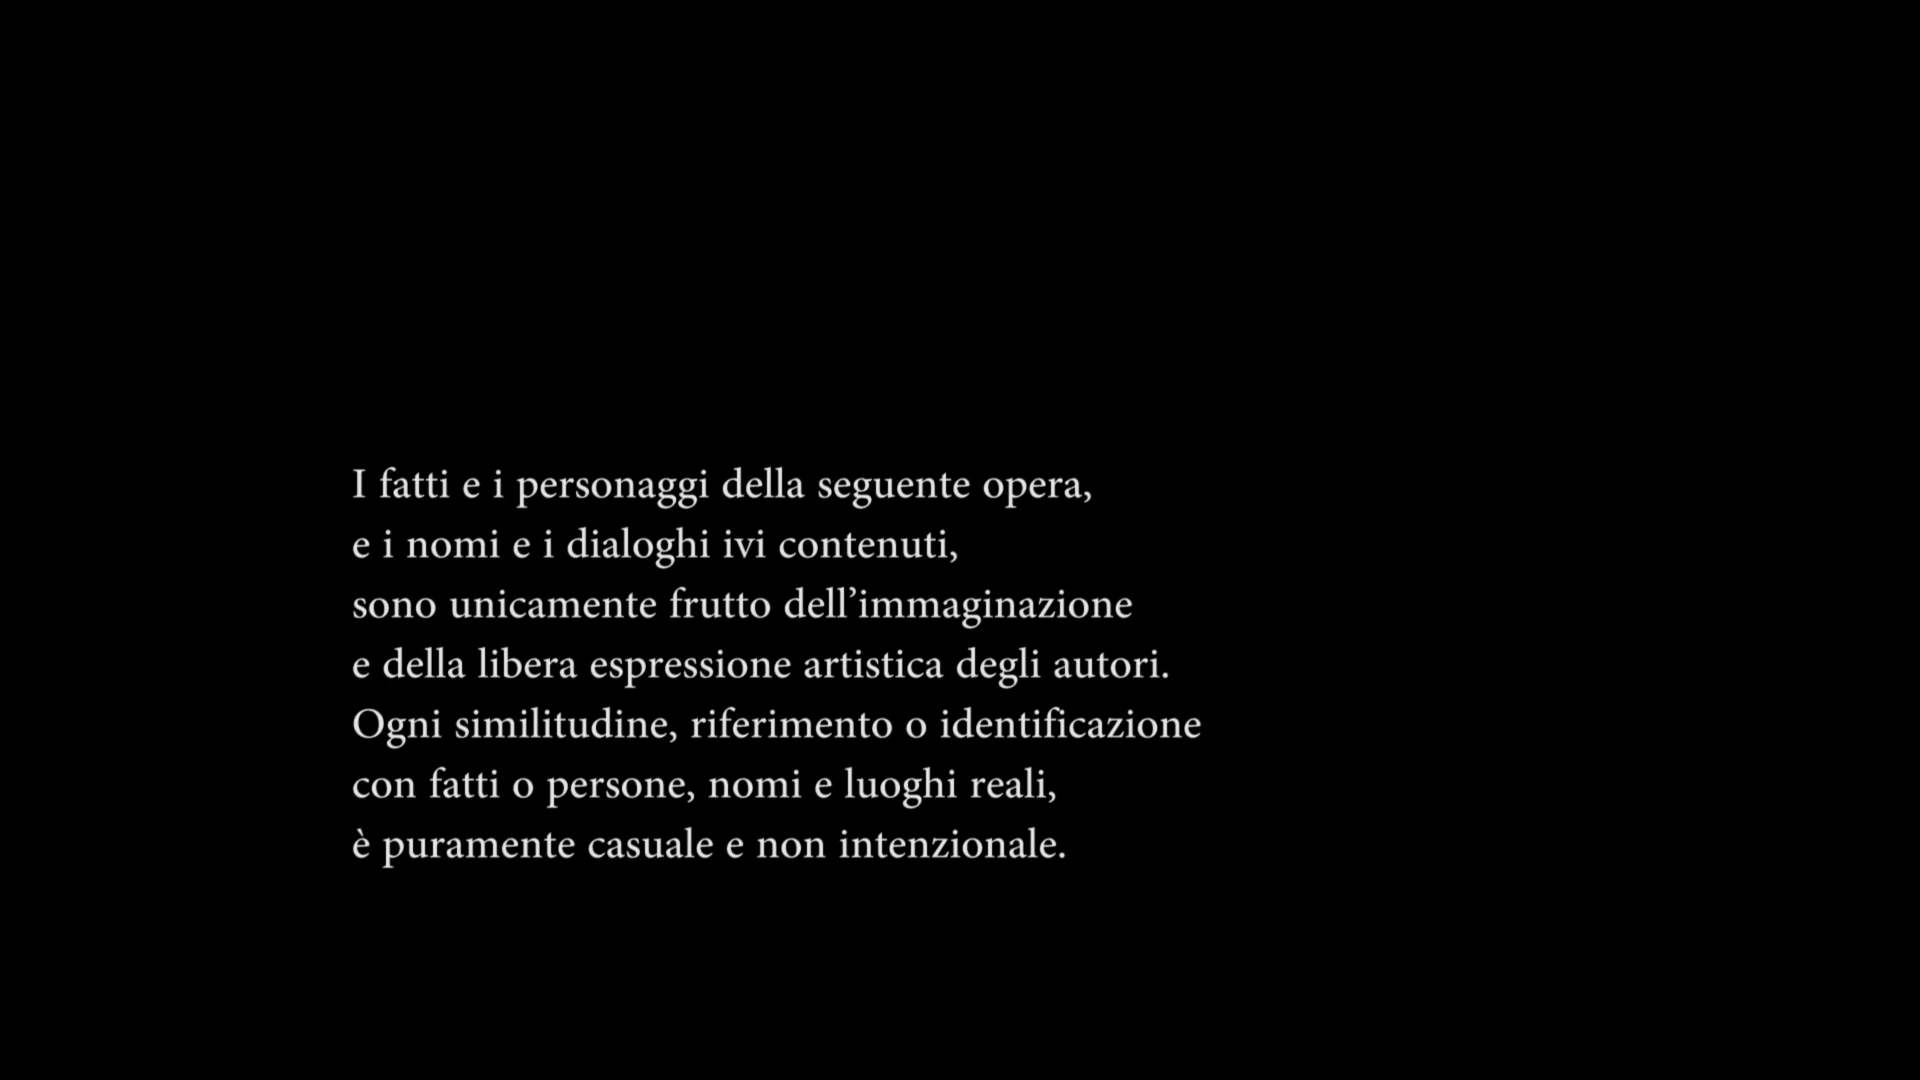 I fatti e i personaggi della seguente opera,
e i nomi e i dialoghi ivi contenuti,
sono unicamente frutto dell’immaginazione
e della libera espressione artistica degli autori.
Ogni similitudine, riferimento o identificazione
con fatti o persone, nomi e luoghi reali,
è puramente casuale e non intenzionale.